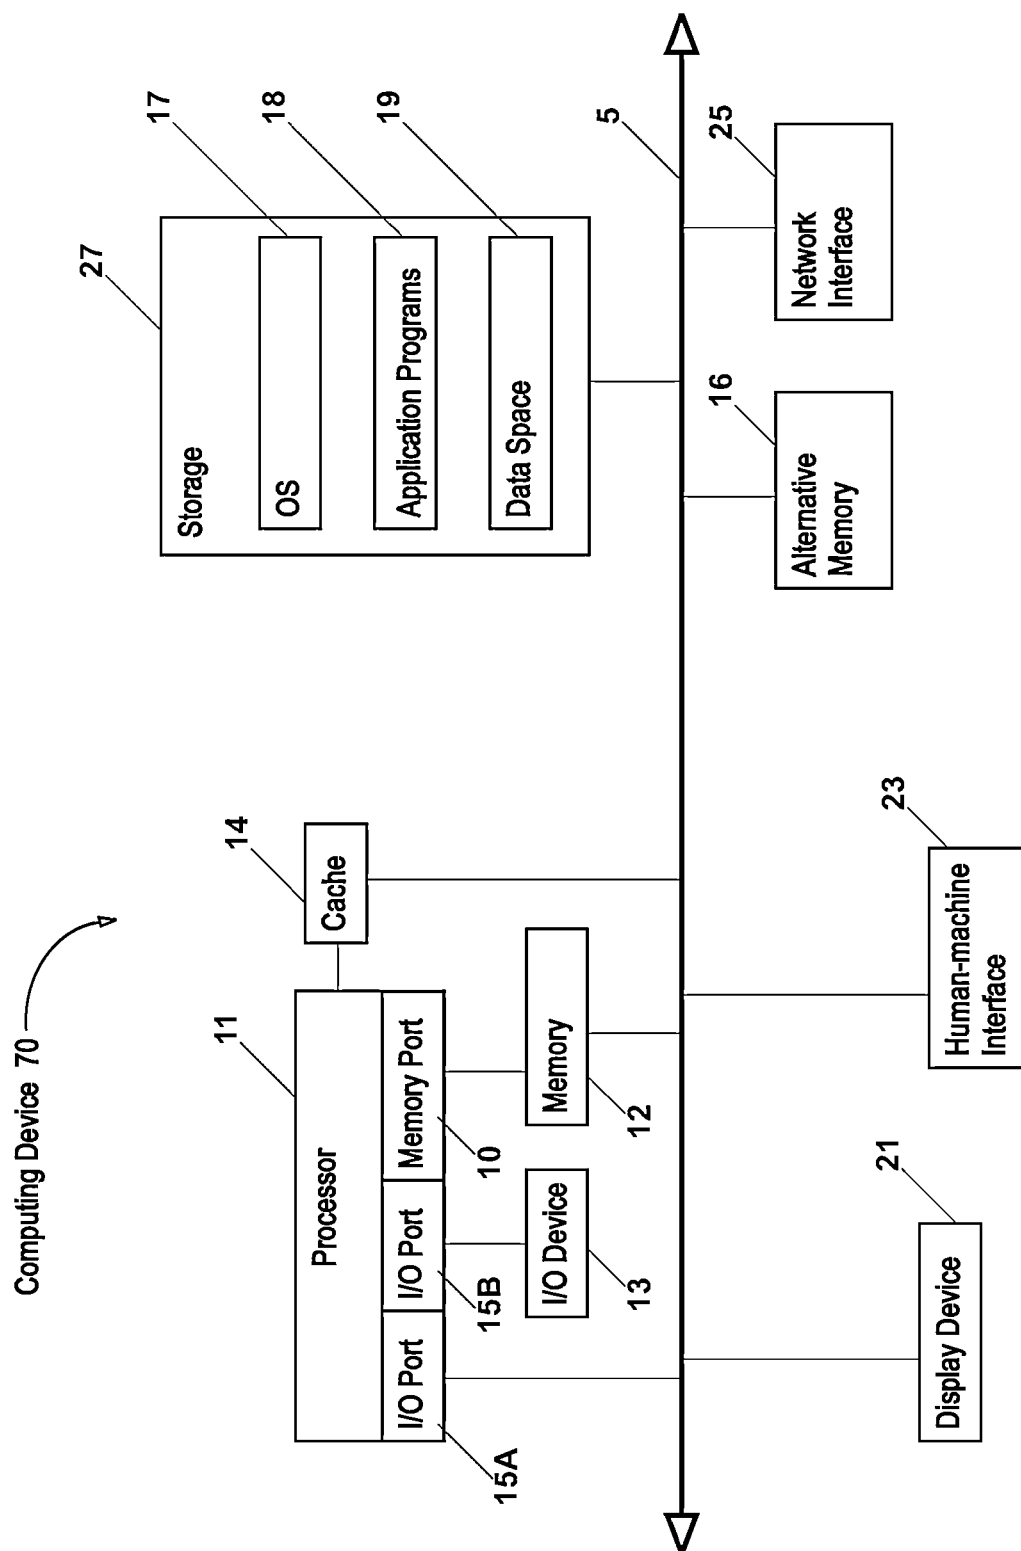 Computing Device 70
11
Processor
I/O Port
I/O Port
Memory Port
15A
15B
10
14
Cache
I/O Device
13
Memory
12
27
Storage
17
OS
18
Application Programs
19
Data Space
5
21
Display Device
23
Human-machine
Interface
16
Alternative
Memory
25
Network
Interface